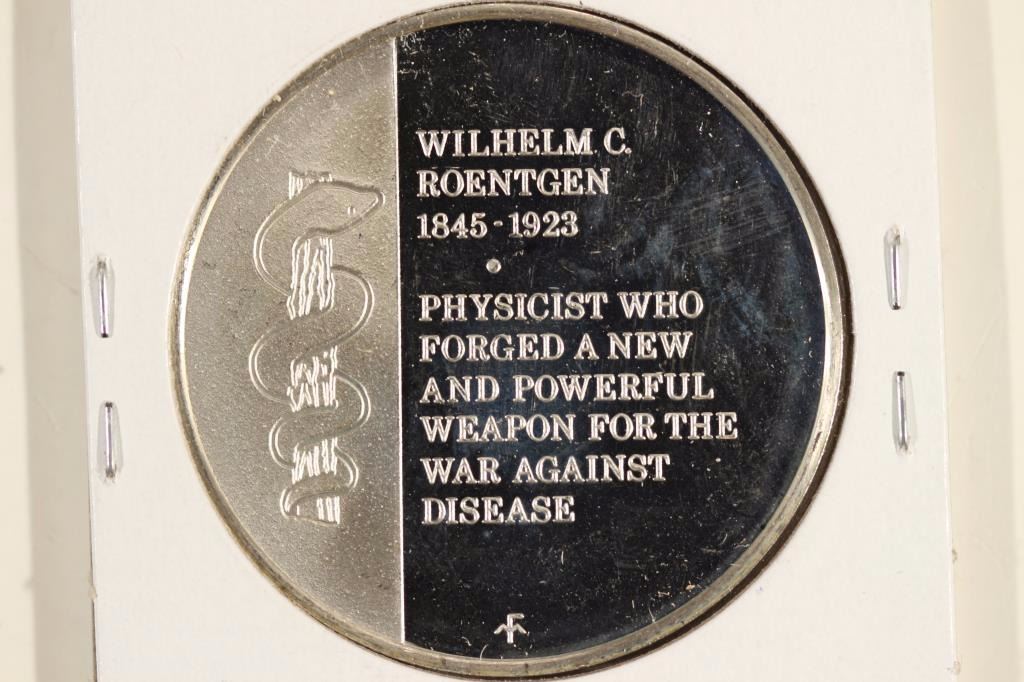 WILHELM C.
ROENTGEN
1845-1923
PHYSICIST WHO
FORGED A NEW
AND POWERFUL
WEAPON FOR THE
WAR AGAINST
DISEASE